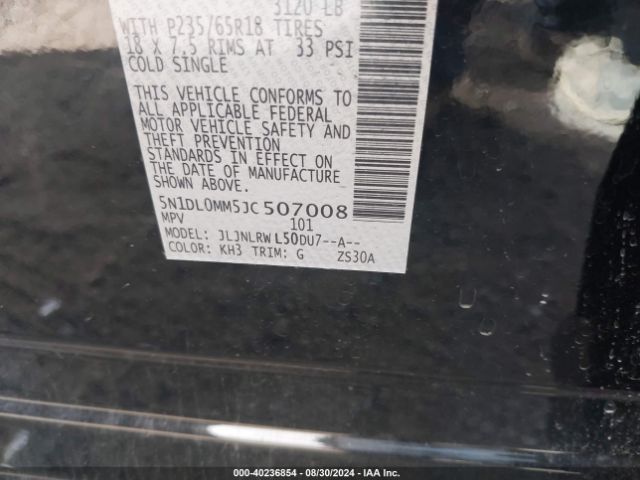 3120 LB
WITH P235/65R18 TIRES
18 X 7.5 RIMS AT 33 PSI
COLD SINGLE
THIS VEHICLE CONFORMS TO
ALL APPLICABLE FEDERAL
MOTOR VEHICLE SAFETY AND
THEFT PREVENTION
STANDARDS IN EFFECT ON
THE DATE OF MANUFACTURE
SHOWN ABOVE.
5N1DL0MM5JC507008
MPV 101
MODEL: JLJNLRW L50DU7--A--
COLOR: KH3 TRIM: G ZS30A
000-40236854 | 08/30/2024 | IAA Inc.